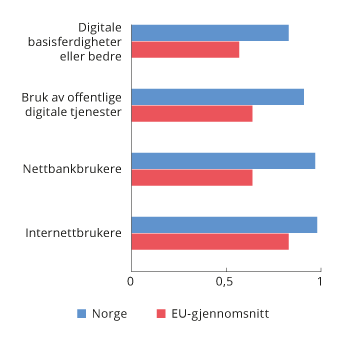 Digitale
basisferdigheter
eller bedre
Bruk av offentlige
digitale tjenester
Nettbankbrukere
Internettbrukere
0
0,5
1
Norge
EU-gjennomsnitt